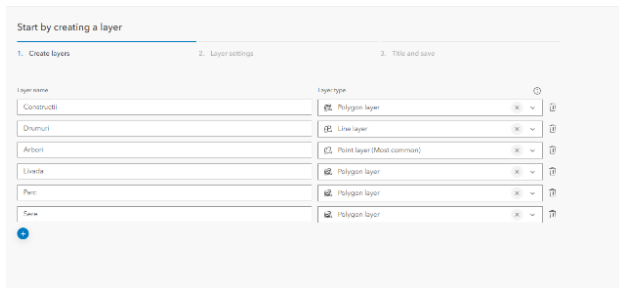 Start by creating a layer
1. Create layers
2. Layer settings
3. Title and save
Layer name
Layer type
Constructii
Polygon layer
Drumuri
Line layer
Arbori
Point layer (Most common)
Livada
Polygon layer
Parc
Polygon layer
Sere
Polygon layer